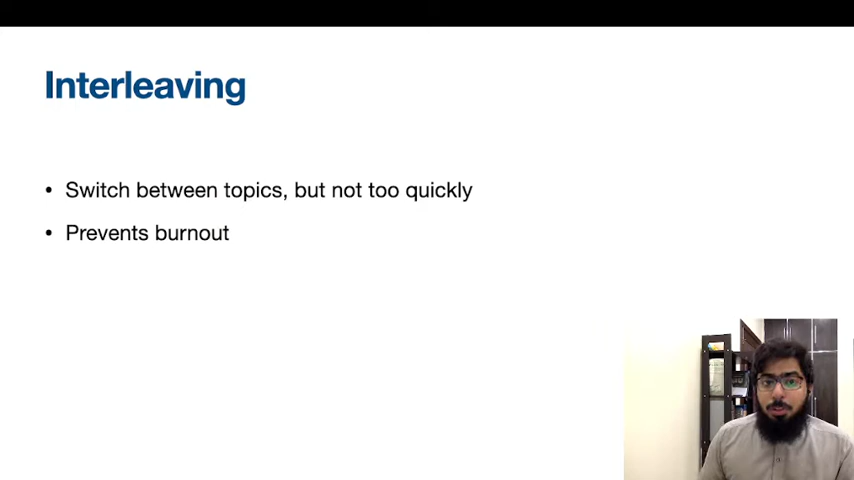 Interleaving
• Switch between topics, but not too quickly
• Prevents burnout